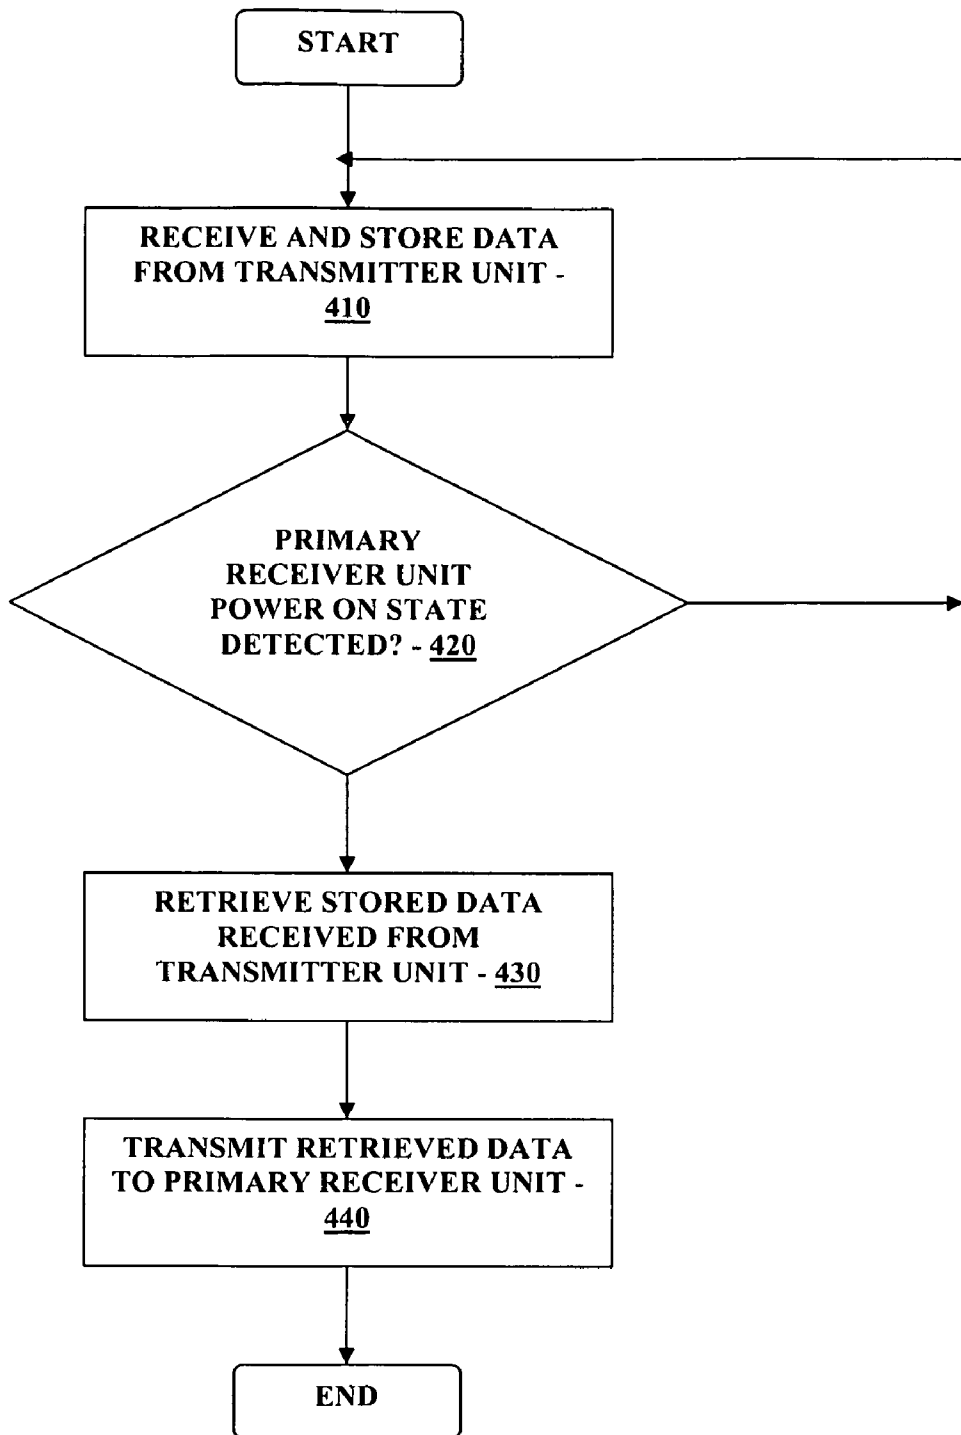 START
RECEIVE AND STORE DATA
FROM TRANSMITTER UNIT -
410
PRIMARY
RECEIVER UNIT
POWER ON STATE
DETECTED? - 420
RETRIEVE STORED DATA
RECEIVED FROM
TRANSMITTER UNIT - 430
TRANSMIT RETRIEVED DATA
TO PRIMARY RECEIVER UNIT -
440
END